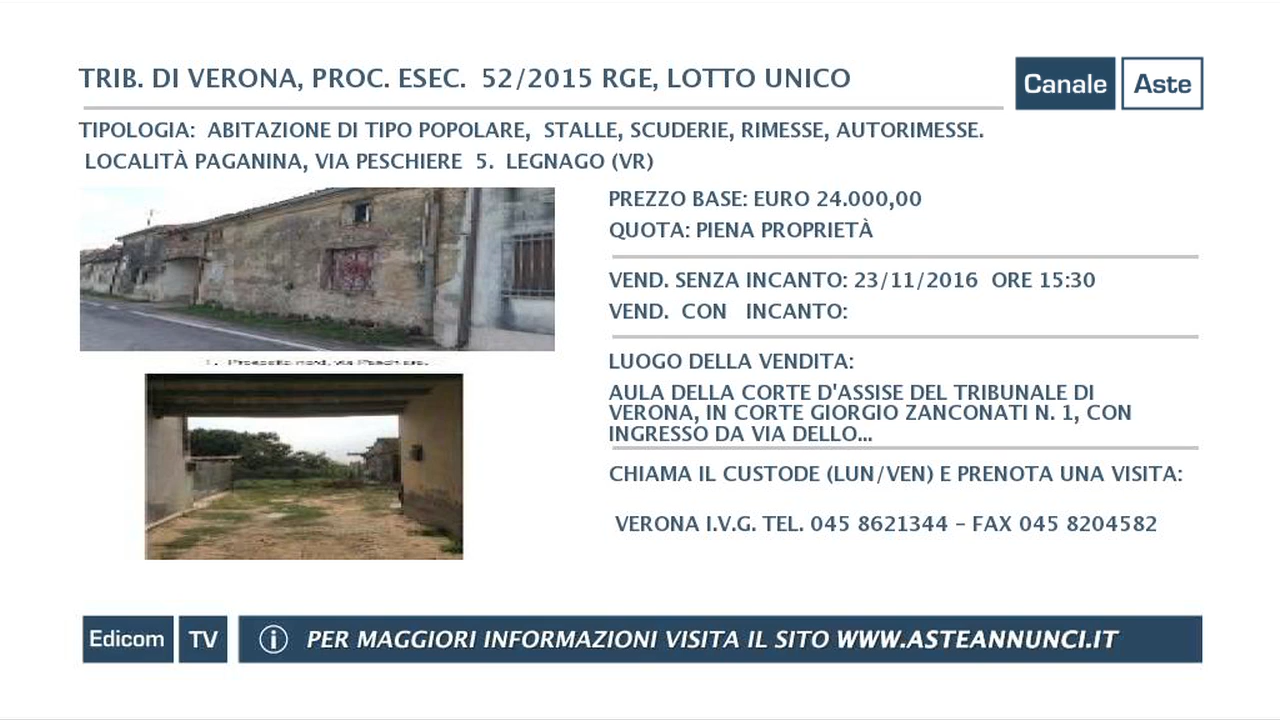 TRIB. DI VERONA, PROC. ESEC. 52/2015 RGE, LOTTO UNICO
Canale Aste
TIPOLOGIA: ABITAZIONE DI TIPO POPOLARE, STALLE, SCUDERIE, RIMESSE, AUTORIMESSE.
LOCALITÀ PAGANINA, VIA PESCHIERE 5. LEGNAGO (VR)
PREZZO BASE: EURO 24.000,00
QUOTA: PIENA PROPRIETÀ
VEND. SENZA INCANTO: 23/11/2016 ORE 15:30
VEND. CON INCANTO:
1. Prospetto nord, via Peschiere.
LUOGO DELLA VENDITA:
AULA DELLA CORTE D'ASSISE DEL TRIBUNALE DI
VERONA, IN CORTE GIORGIO ZANCONATI N. 1, CON
INGRESSO DA VIA DELLO...
CHIAMA IL CUSTODE (LUN/VEN) E PRENOTA UNA VISITA:
VERONA I.V.G. TEL. 045 8621344 – FAX 045 8204582
Edicom TV
PER MAGGIORI INFORMAZIONI VISITA IL SITO WWW.ASTEANNUNCI.IT